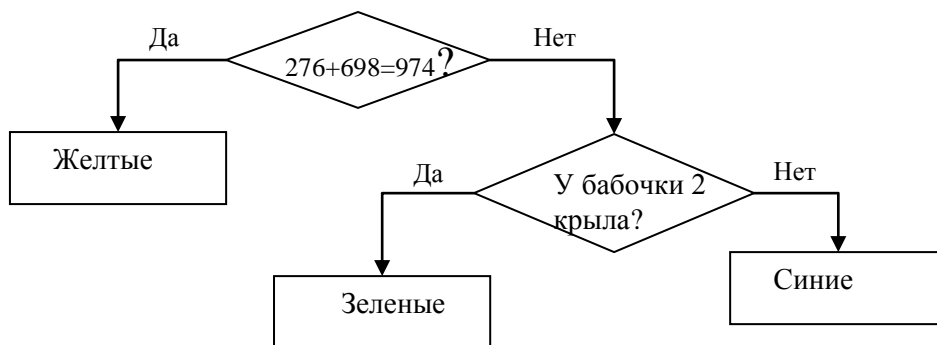 Да
Нет
276+698=974?
Желтые
Да
Нет
У бабочки 2
крыла?
Зеленые
Синие